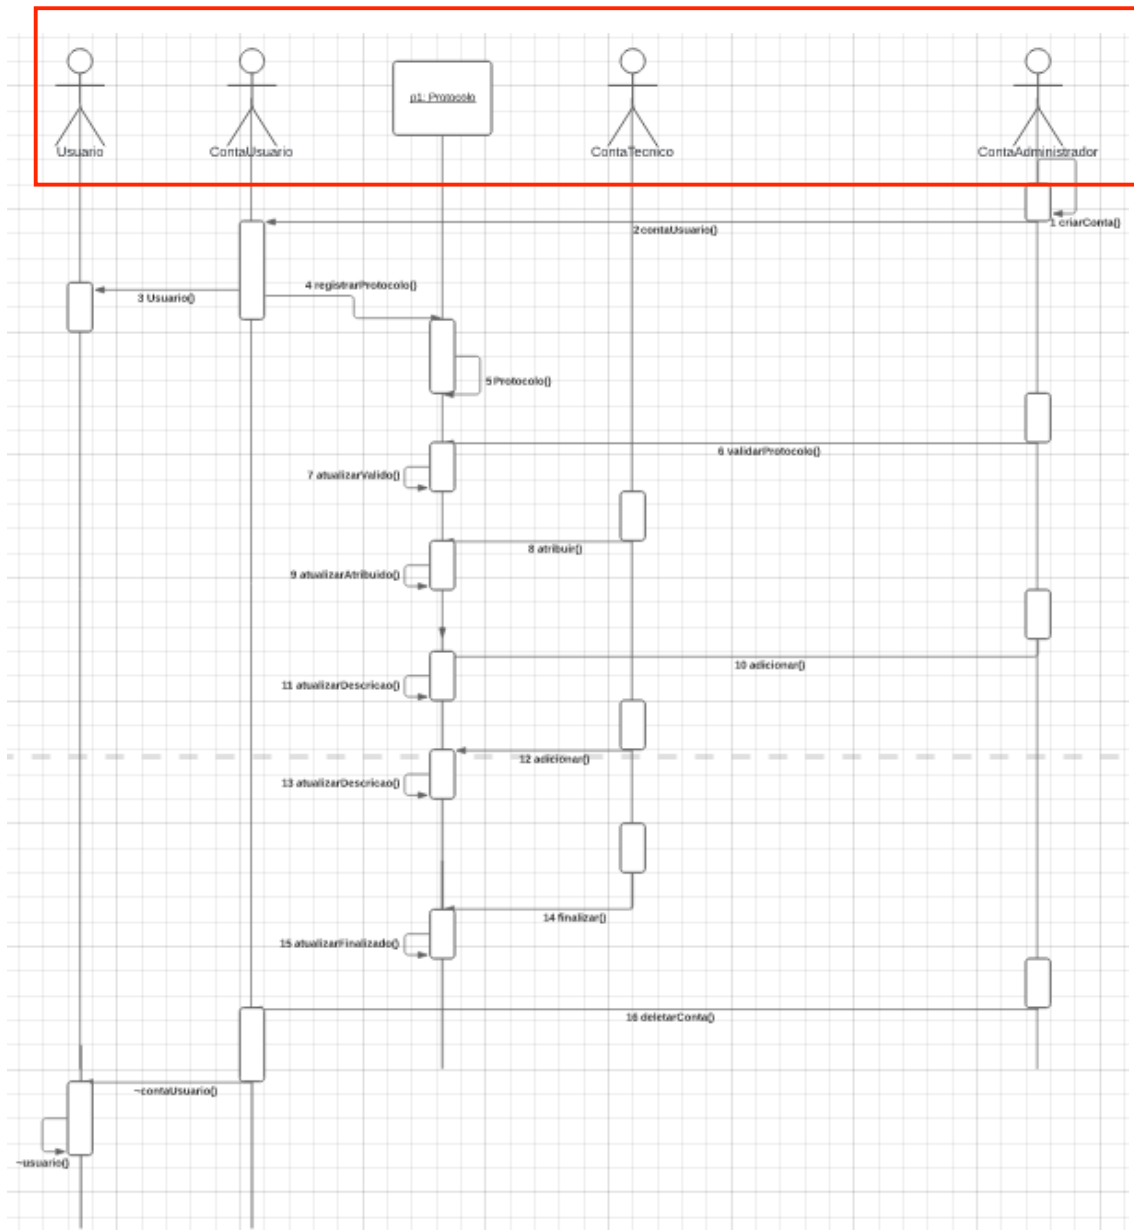 p1: Protocolo
Usuario
ContaUsuario
ContaTecnico
ContaAdministrador
1 criarConta()
2 contaUsuario()
3 Usuario()
4 registrarProtocolo()
5 Protocolo()
6 validarProtocolo()
7 atualizarValido()
8 atribuir()
9 atualizarAtribuido()
10 adicionar()
11 atualizarDescricao()
12 adicionar()
13 atualizarDescricao()
14 finalizar()
15 atualizarFinalizado()
16 deletarConta()
~contaUsuario()
~usuario()